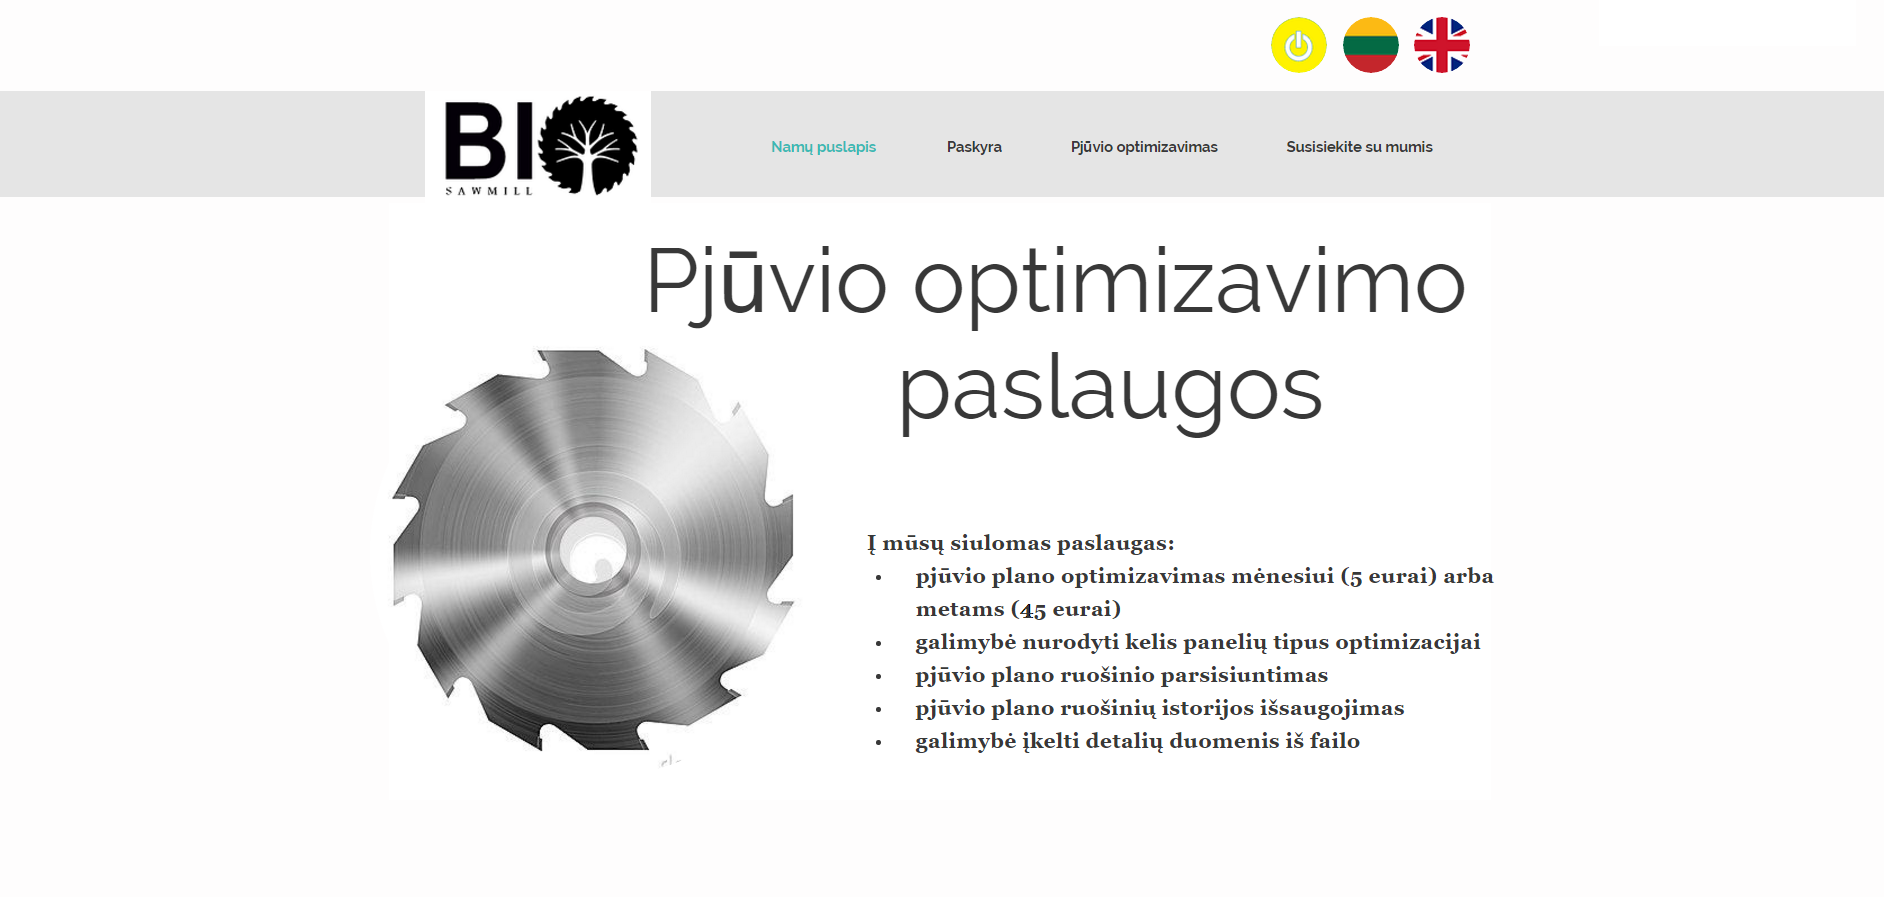 BIO
SAWMILL
Namų puslapis Paskyra Pjūvio optimizavimas Susisiekite su mumis
Pjūvio optimizavimo
paslaugos
Į mūsų siulomas paslaugas:
• pjūvio plano optimizavimas mėnesiui (5 eurai) arba
metams (45 eurai)
• galimybė nurodyti kelis panelių tipus optimizacijai
• pjūvio plano ruošinio parsisiuntimas
• pjūvio plano ruošinių istorijos išsaugojimas
• galimybė įkelti detalių duomenis iš failo